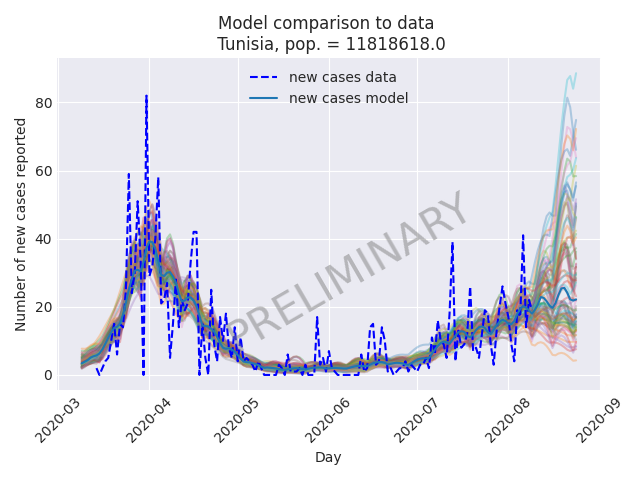 Model comparison to data
Tunisia, pop. = 11818618.0
new cases data
new cases model
Number of new cases reported
80
60
40
20
0
PRELIMINARY
2020-03
2020-04
2020-05
2020-06
2020-07
2020-08
2020-09
Day